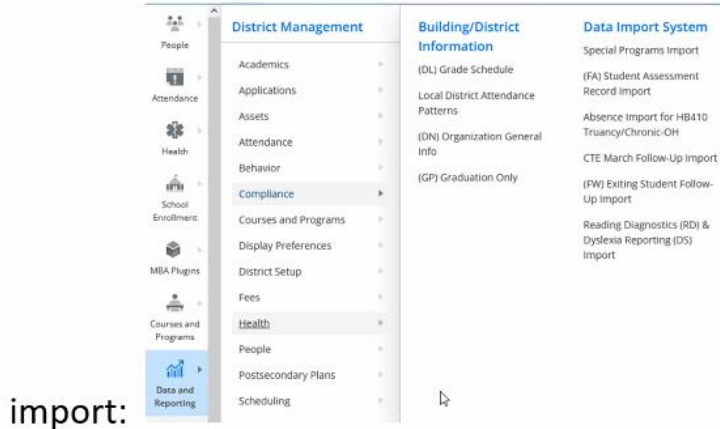 People
Attendance
Health
School
Enrollment
MBA Plugins
Courses and
Programs
Data and
Reporting
District Management
Academics
Applications
Assets
Attendance
Behavior
Compliance
Courses and Programs
Display Preferences
District Setup
Fees
Health
People
Postsecondary Plans
Scheduling
Building/District
Information
(DL) Grade Schedule
Local District Attendance
Patterns
(DN) Organization General
Info
(GP) Graduation Only
Data Import System
Special Programs Import
(FA) Student Assessment
Record Import
Absence Import for HB410
Truancy/Chronic-OH
CTE March Follow-Up Import
(FW) Exiting Student Follow-
Up Import
Reading Diagnostics (RD) &
Dyslexia Reporting (DS)
Import
import: